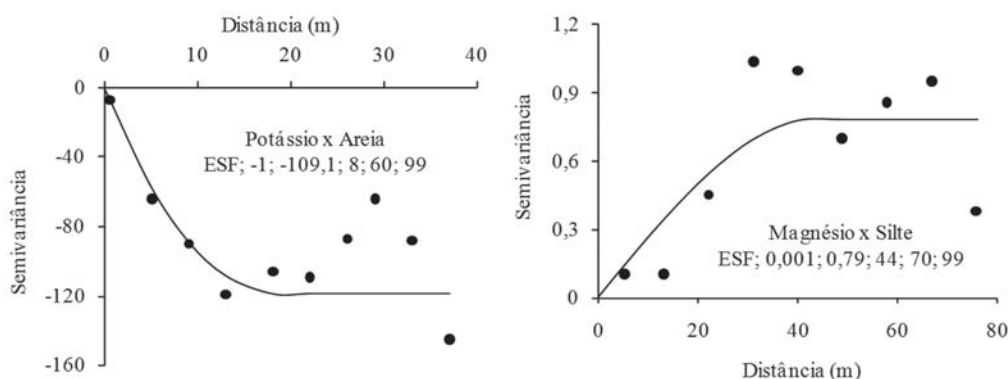 Distância (m)
0 10 20 30 40
0
-40
-80
-120
-160
Semivariância
Potássio x Areia
ESF; -1; -109,1; 8; 60; 99
1,2
0,9
0,6
0,3
0
Semivariância
Magnésio x Silte
ESF; 0,001; 0,79; 44; 70; 99
0 20 40 60 80
Distância (m)